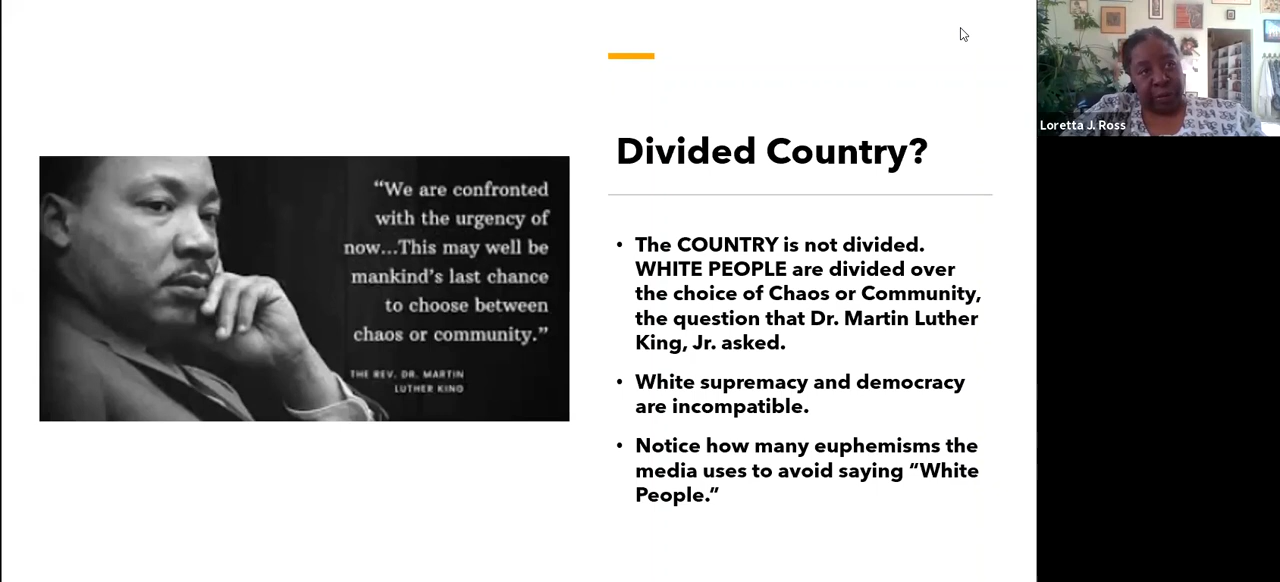 “We are confronted
with the urgency of
now...This may well be
mankind’s last chance
to choose between
chaos or community.”
THE REV. DR. MARTIN
LUTHER KING
Divided Country?
• The COUNTRY is not divided.
WHITE PEOPLE are divided over
the choice of Chaos or Community,
the question that Dr. Martin Luther
King, Jr. asked.
• White supremacy and democracy
are incompatible.
• Notice how many euphemisms the
media uses to avoid saying “White
People.”
Loretta J. Ross